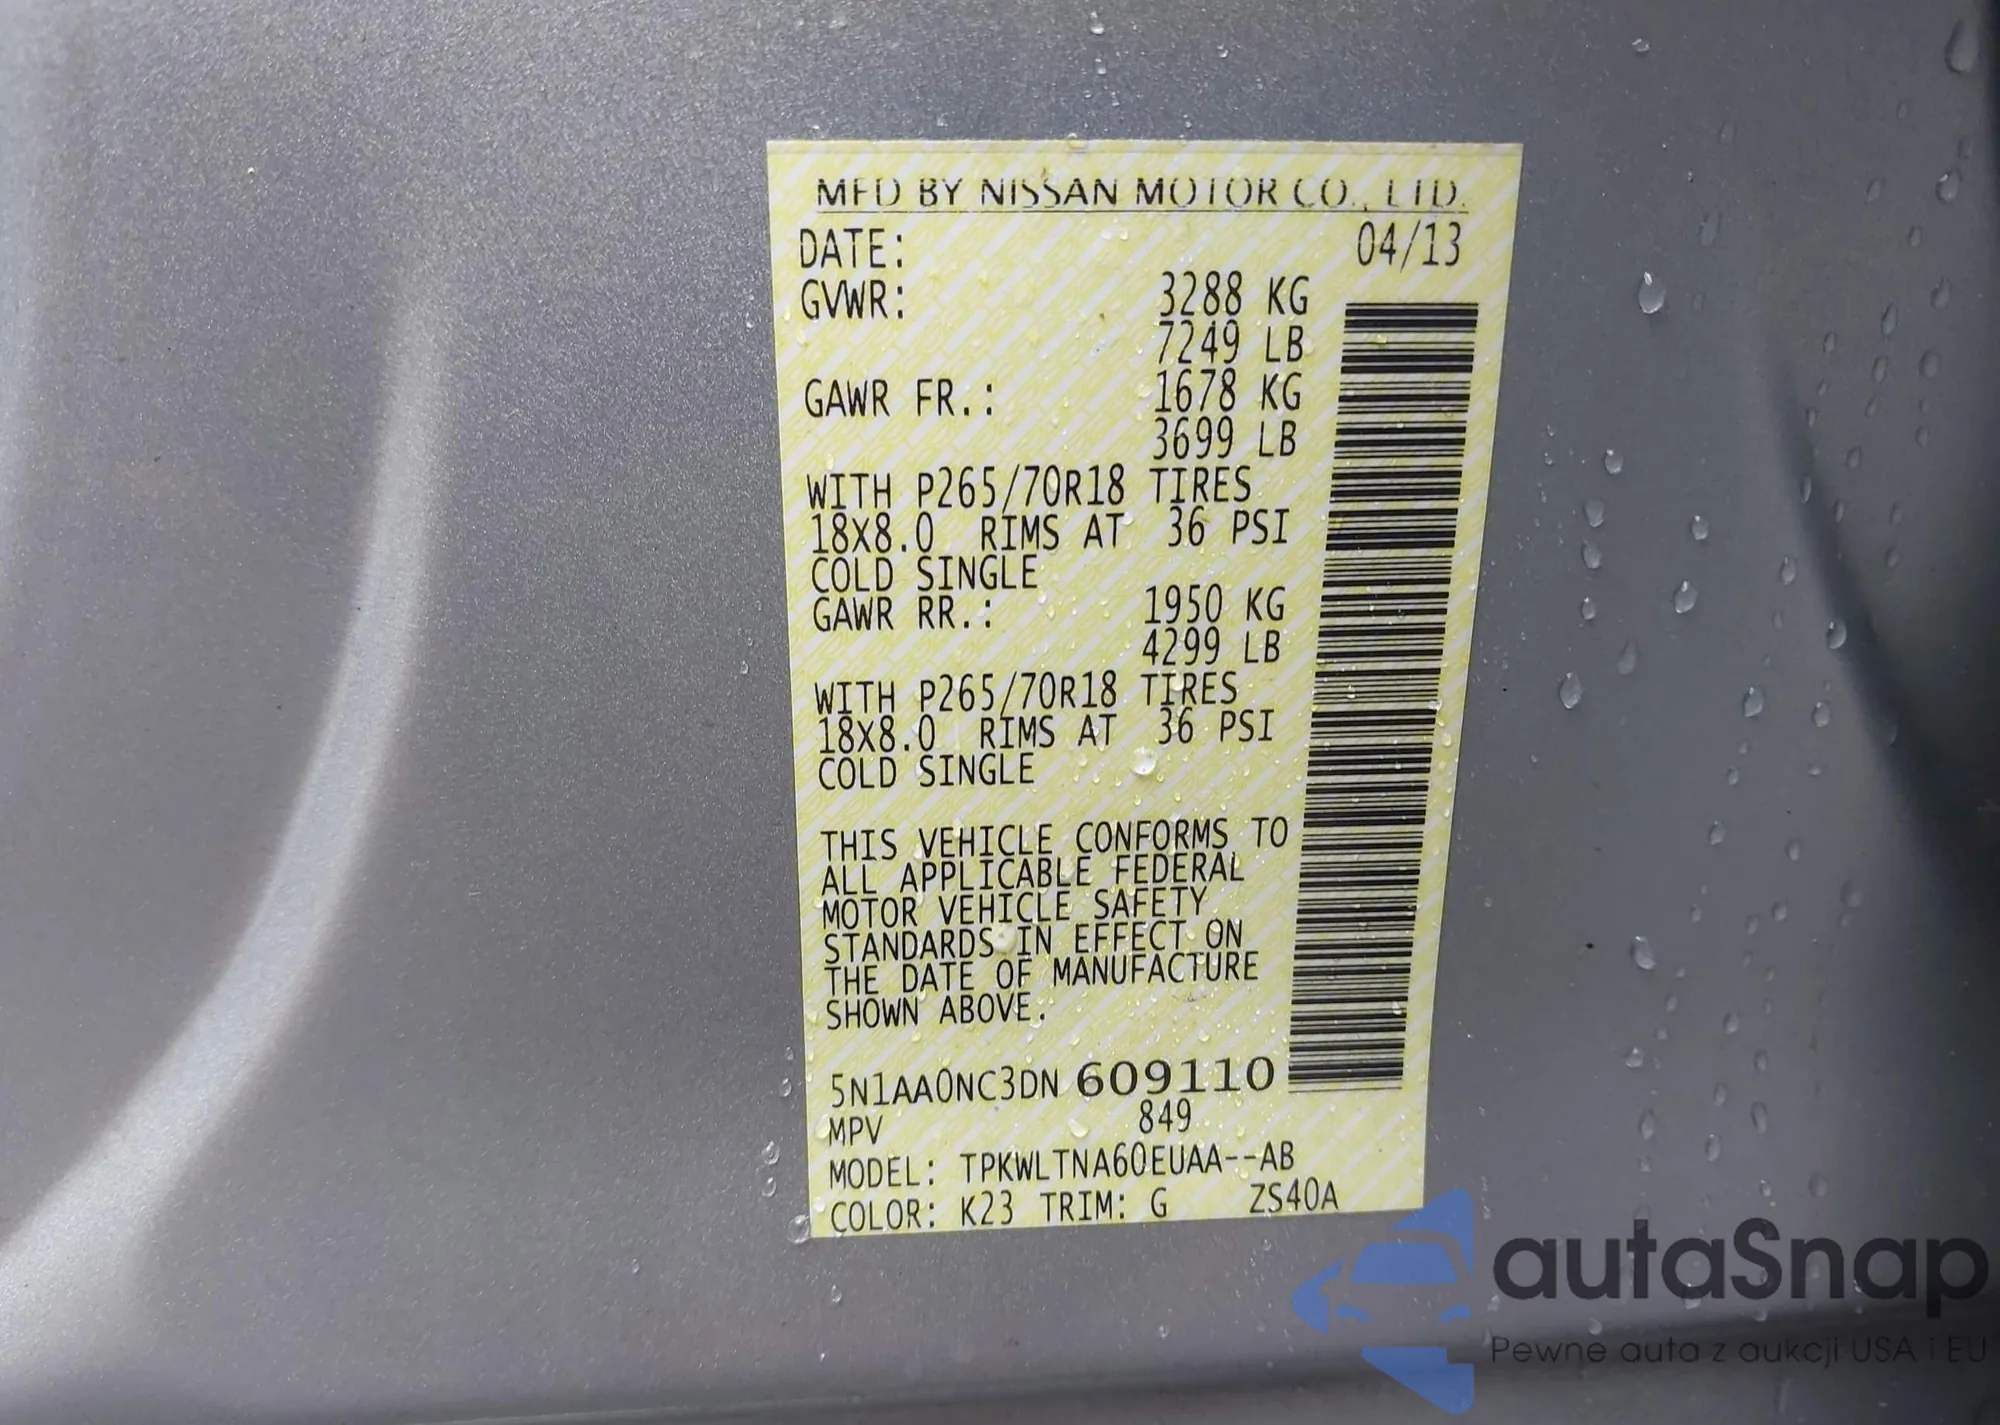 MFD BY NISSAN MOTOR CO., LTD.
DATE: 04/13
GVWR: 3288 KG
7249 LB
GAWR FR.: 1678 KG
3699 LB
WITH P265/70R18 TIRES
18X8.0 RIMS AT 36 PSI
COLD SINGLE
GAWR RR.: 1950 KG
4299 LB
WITH P265/70R18 TIRES
18X8.0 RIMS AT 36 PSI
COLD SINGLE
THIS VEHICLE CONFORMS TO
ALL APPLICABLE FEDERAL
MOTOR VEHICLE SAFETY
STANDARDS IN EFFECT ON
THE DATE OF MANUFACTURE
SHOWN ABOVE.
5N1AA0NC3DN 609110
MPV 849
MODEL: TPKWLTNA60EUAA--AB
COLOR: K23 TRIM: G ZS40A
autaSnap
Pewne auta z aukcji USA i EU